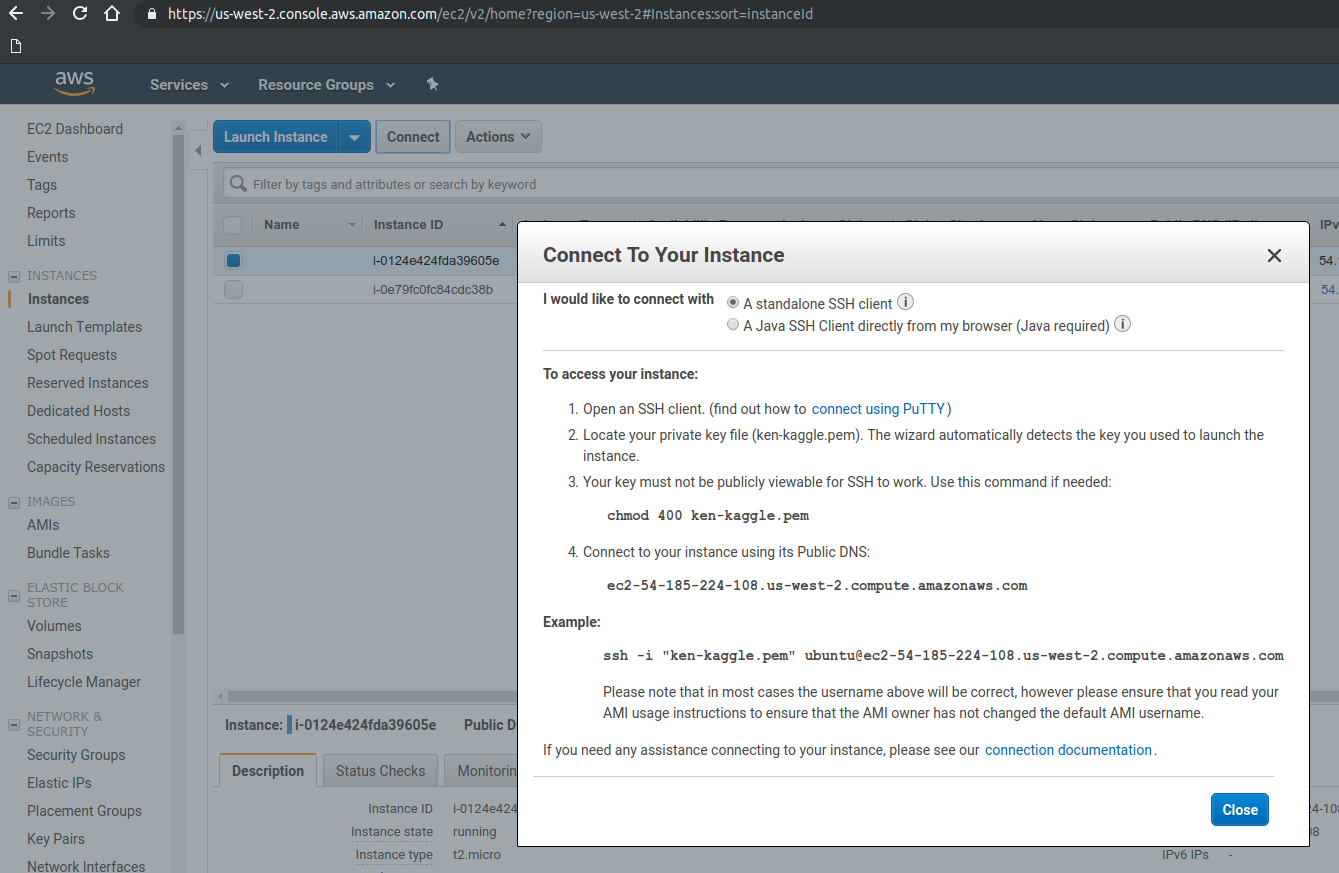 https://us-west-2.console.aws.amazon.com/ec2/v2/home?region=us-west-2#Instances:sort=instanceId
aws
Services
Resource Groups
EC2 Dashboard
Events
Tags
Reports
Limits
INSTANCES
Instances
Launch Templates
Spot Requests
Reserved Instances
Dedicated Hosts
Scheduled Instances
Capacity Reservations
IMAGES
AMIs
Bundle Tasks
ELASTIC BLOCK
STORE
Volumes
Snapshots
Lifecycle Manager
NETWORK &
SECURITY
Security Groups
Elastic IPs
Placement Groups
Key Pairs
Network Interfaces
Launch Instance
Connect
Actions
Filter by tags and attributes or search by keyword
Name
Instance ID
IPv
i-0124e424fda39605e
54.
i-0e79fc0fc84cdc38b
54.
Connect To Your Instance
I would like to connect with
A standalone SSH client
A Java SSH Client directly from my browser (Java required)
To access your instance:
1. Open an SSH client. (find out how to connect using PuTTY)
2. Locate your private key file (ken-kaggle.pem). The wizard automatically detects the key you used to launch the
instance.
3. Your key must not be publicly viewable for SSH to work. Use this command if needed:
chmod 400 ken-kaggle.pem
4. Connect to your instance using its Public DNS:
ec2-54-185-224-108.us-west-2.compute.amazonaws.com
Example:
ssh -i "ken-kaggle.pem" ubuntu@ec2-54-185-224-108.us-west-2.compute.amazonaws.com
Please note that in most cases the username above will be correct, however please ensure that you read your
AMI usage instructions to ensure that the AMI owner has not changed the default AMI username.
If you need any assistance connecting to your instance, please see our connection documentation.
Close
Instance: i-0124e424fda39605e Public D
Description
Status Checks
Monitorin
Instance ID i-0124e424
Instance state running
Instance type t2.micro
IPv6 IPs -